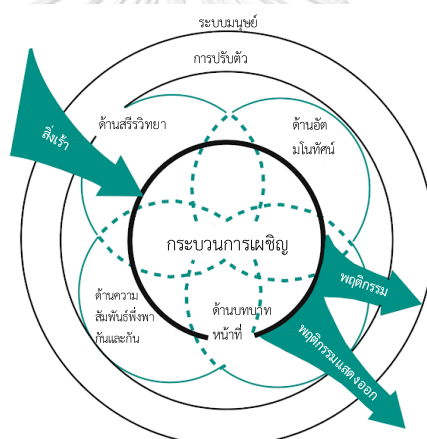 ระบบมนุษย์
การปรับตัว
ด้านสรีรวิทยา
ด้านอัต
มโนทัศน์
สิ่งเร้า
กระบวนการเผชิญ
พฤติกรรม
ด้านความ
สัมพันธ์พึ่งพา
กันและกัน
ด้านบทบาท
หน้าที่
พฤติกรรมแสดงออก